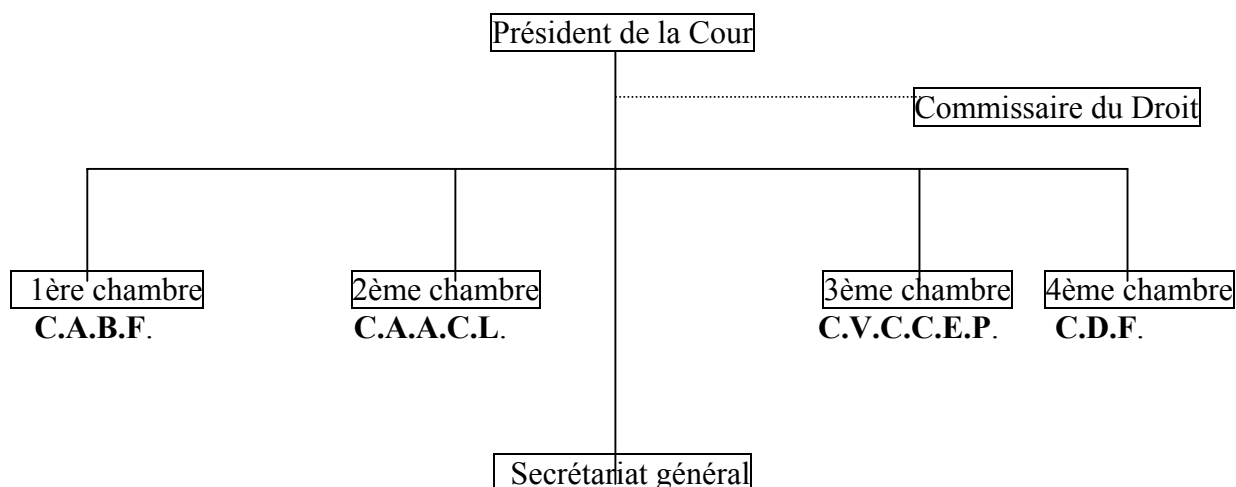 Président de la Cour
Commissaire du Droit
1ère chambre
C.A.B.F.
2ème chambre
C.A.A.C.L.
3ème chambre
C.V.C.C.E.P.
4ème chambre
C.D.F.
Secrétariat général